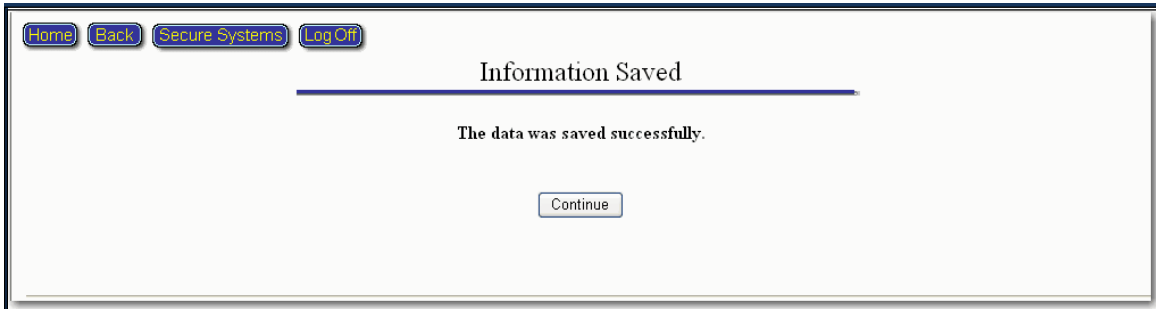 Home Back Secure Systems Log Off
Information Saved
The data was saved successfully.
Continue